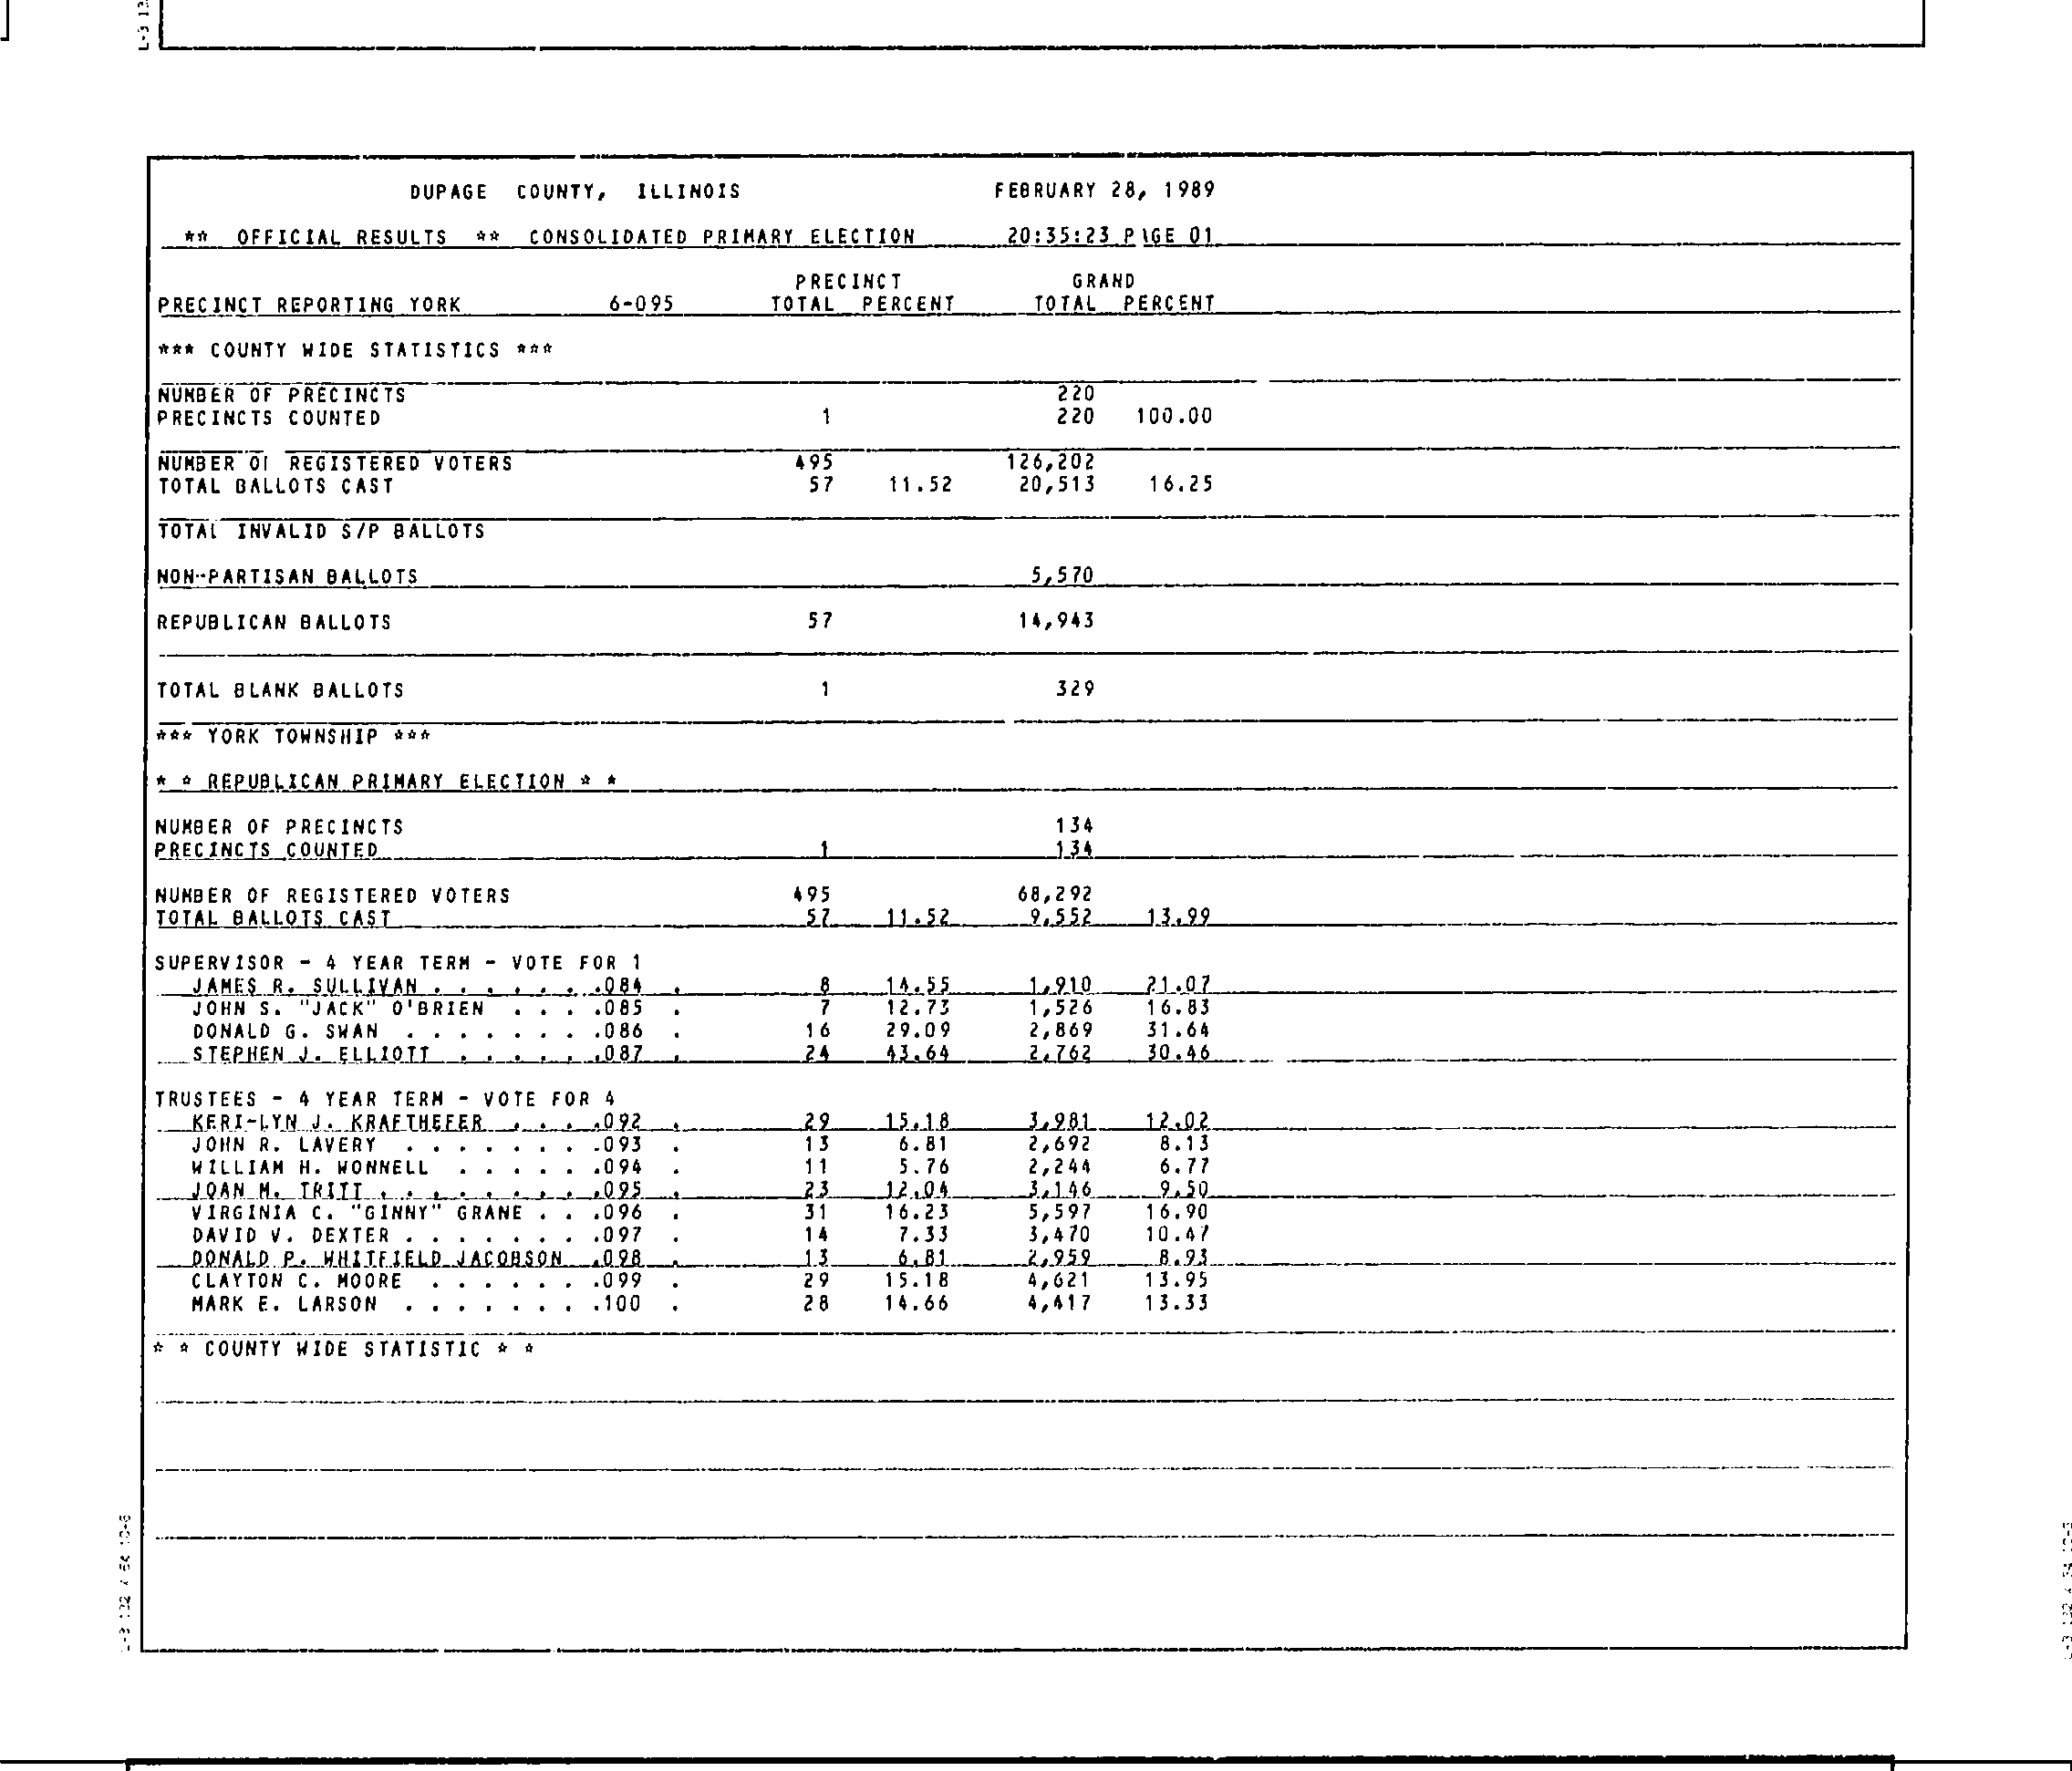 DUPAGE COUNTY, ILLINOIS FEBRUARY 28, 1989
** OFFICIAL RESULTS ** CONSOLIDATED PRIMARY ELECTION 20:35:23 PAGE 01
PRECINCT GRAND
PRECINCT REPORTING YORK 6-095 TOTAL PERCENT TOTAL PERCENT
*** COUNTY WIDE STATISTICS ***
NUMBER OF PRECINCTS 220
PRECINCTS COUNTED 1 220 100.00
NUMBER OF REGISTERED VOTERS 495 126,202
TOTAL BALLOTS CAST 57 11.52 20,513 16.25
TOTAL INVALID S/P BALLOTS
NON-PARTISAN BALLOTS 5,570
REPUBLICAN BALLOTS 57 14,943
TOTAL BLANK BALLOTS 1 329
*** YORK TOWNSHIP ***
* * REPUBLICAN PRIMARY ELECTION * *
NUMBER OF PRECINCTS 134
PRECINCTS COUNTED 1 134
NUMBER OF REGISTERED VOTERS 495 68,292
TOTAL BALLOTS CAST 57 11.52 9,552 13.99
SUPERVISOR - 4 YEAR TERM - VOTE FOR 1
JAMES R. SULLIVAN . . . . . . .084 . 8 14.55 1,910 21.07
JOHN S. "JACK" O'BRIEN . . . .085 . 7 12.73 1,526 16.83
DONALD G. SWAN . . . . . . . .086 . 16 29.09 2,869 31.64
STEPHEN J. ELLIOTT . . . . . .087 . 24 43.64 2,762 30.46
TRUSTEES - 4 YEAR TERM - VOTE FOR 4
KERI-LYN J. KRAFTHEFER . . . .092 . 29 15.18 3,981 12.02
JOHN R. LAVERY . . . . . . . .093 . 13 6.81 2,692 8.13
WILLIAM H. WONNELL . . . . . .094 . 11 5.76 2,244 6.77
JOAN M. TRITT . . . . . . . . .095 . 23 12.04 3,146 9.50
VIRGINIA C. "GINNY" GRANE . . .096 . 31 16.23 5,597 16.90
DAVID V. DEXTER . . . . . . . .097 . 14 7.33 3,470 10.47
DONALD P. WHITFIELD JACOBSON .098 . 13 6.81 2,959 8.93
CLAYTON C. MOORE . . . . . . .099 . 29 15.18 4,621 13.95
MARK E. LARSON . . . . . . . .100 . 28 14.66 4,417 13.33
* * COUNTY WIDE STATISTIC * *